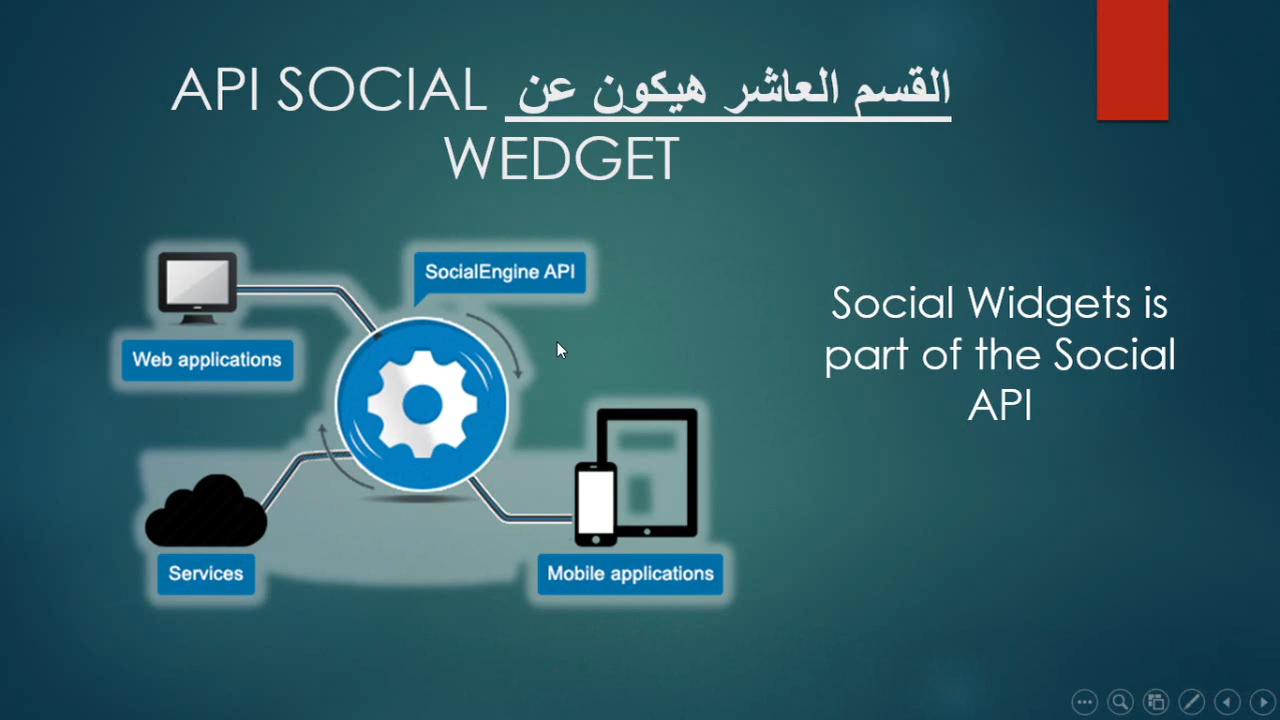 القسم العاشر هيكون عن API SOCIAL
WEDGET
SocialEngine API
Web applications
Services
Mobile applications
Social Widgets is
part of the Social
API